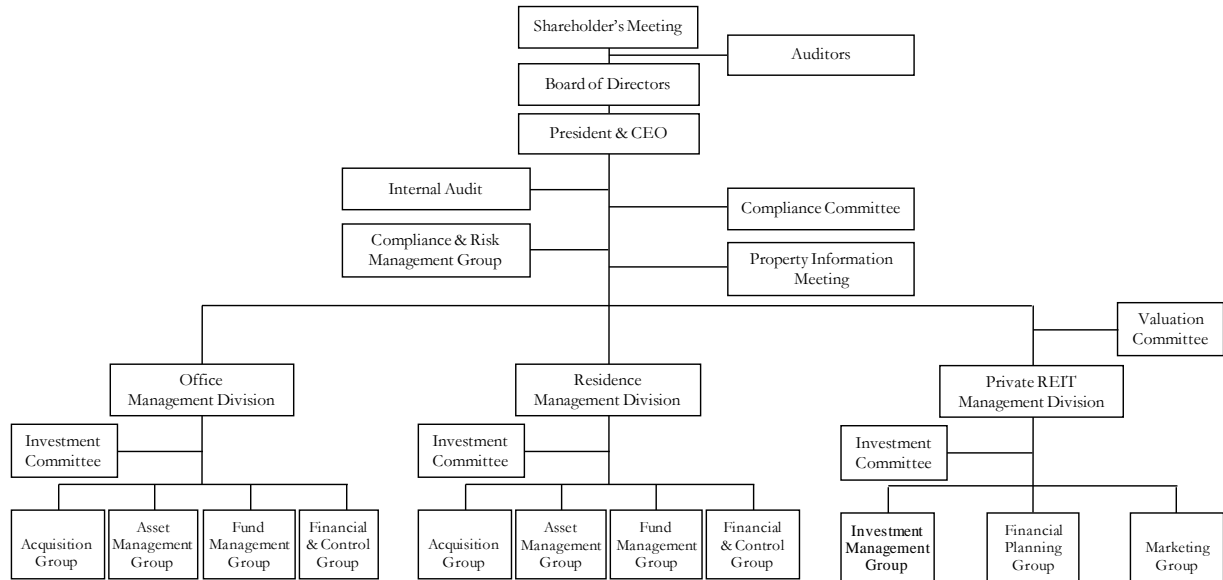 Shareholder's Meeting
Auditors
Board of Directors
President & CEO
Internal Audit
Compliance Committee
Compliance & Risk
Management Group
Property Information
Meeting
Valuation
Committee
Office
Management Division
Residence
Management Division
Private REIT
Management Division
Investment
Committee
Investment
Committee
Investment
Committee
Acquisition
Group
Asset
Management
Group
Fund
Management
Group
Financial
& Control
Group
Acquisition
Group
Asset
Management
Group
Fund
Management
Group
Financial
& Control
Group
Investment
Management
Group
Financial
Planning
Group
Marketing
Group